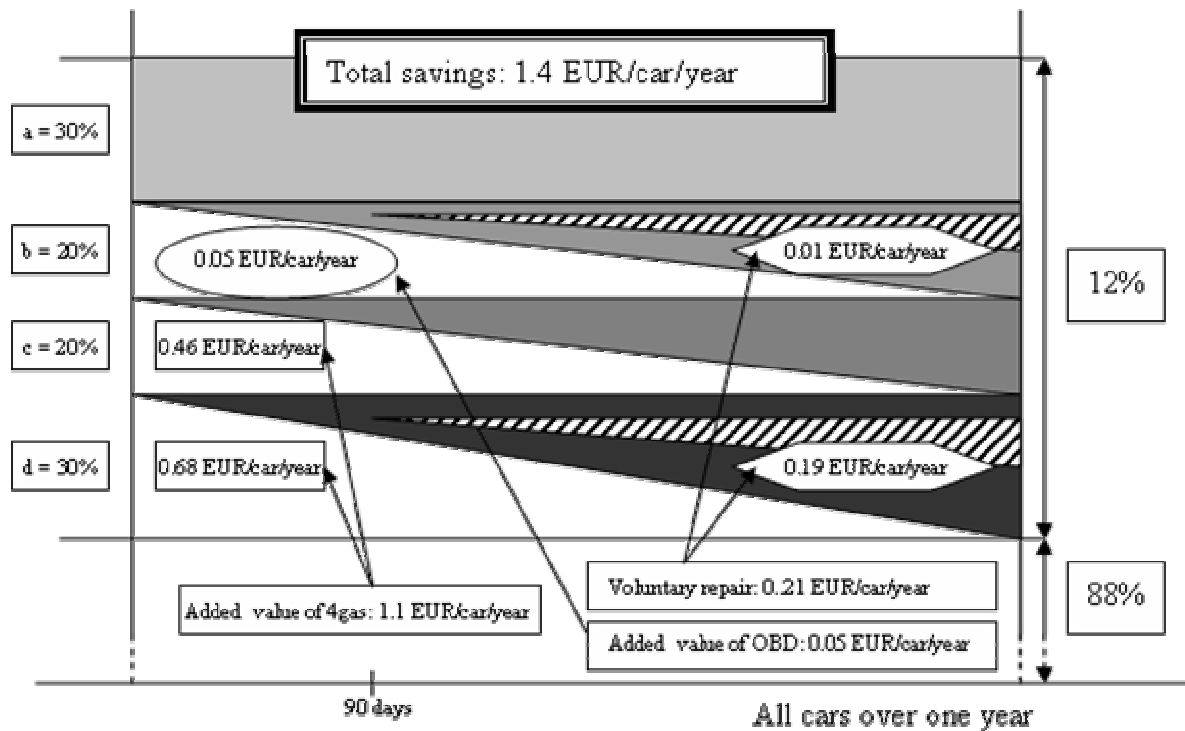 Total savings: 1.4 EUR/car/year
a = 30%
b = 20%
0.05 EUR/car/year
0.01 EUR/car/year
12%
c = 20%
0.46 EUR/car/year
d = 30%
0.68 EUR/car/year
0.19 EUR/car/year
Voluntary repair: 0.21 EUR/car/year
88%
Added value of 4gas: 1.1 EUR/car/year
Added value of OBD: 0.05 EUR/car/year
90 days
All cars over one year